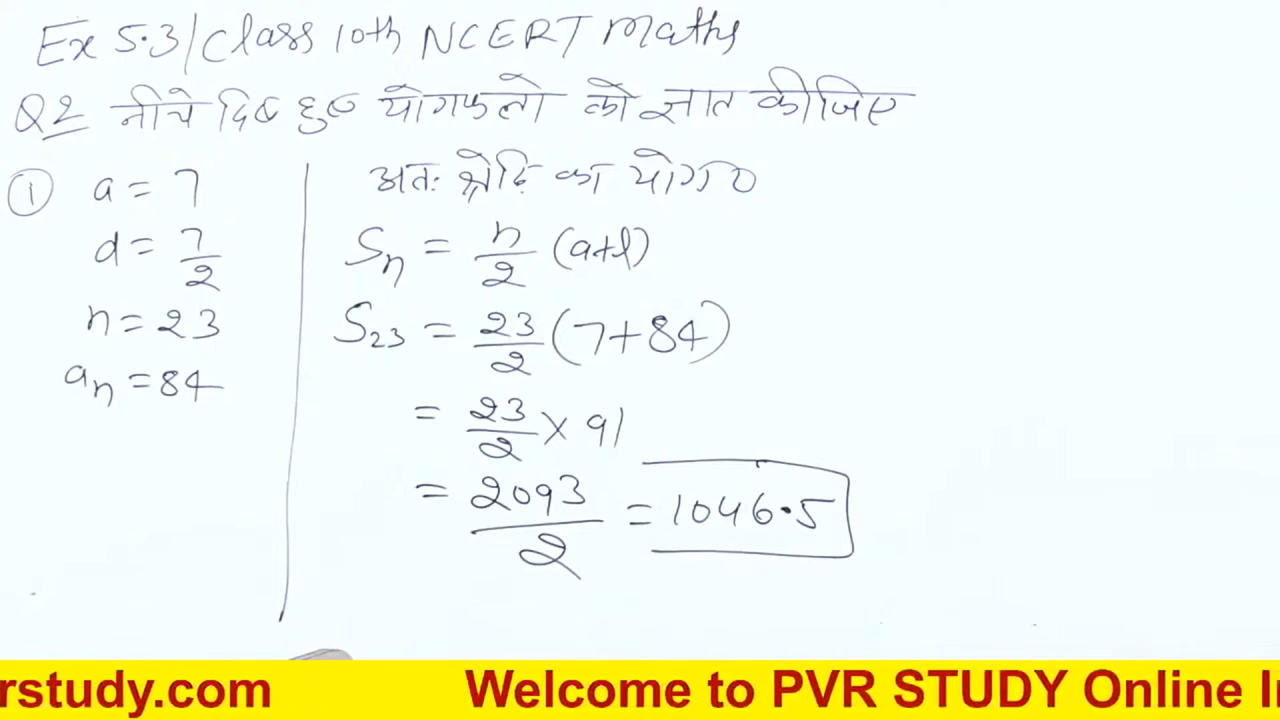 Ex 5.3/Class 10th NCERT Maths
Q2 नीचे दिए हुए योगफलो को ज्ञात कीजिए
① a = 7
d = 7/2
n = 23
an = 84
अतः श्रेढि का योगफल
Sn = n/2 (a+l)
S23 = 23/2 (7+84)
= 23/2 × 91
= 2093/2 = 1046.5
rstudy.com Welcome to PVR STUDY Online In